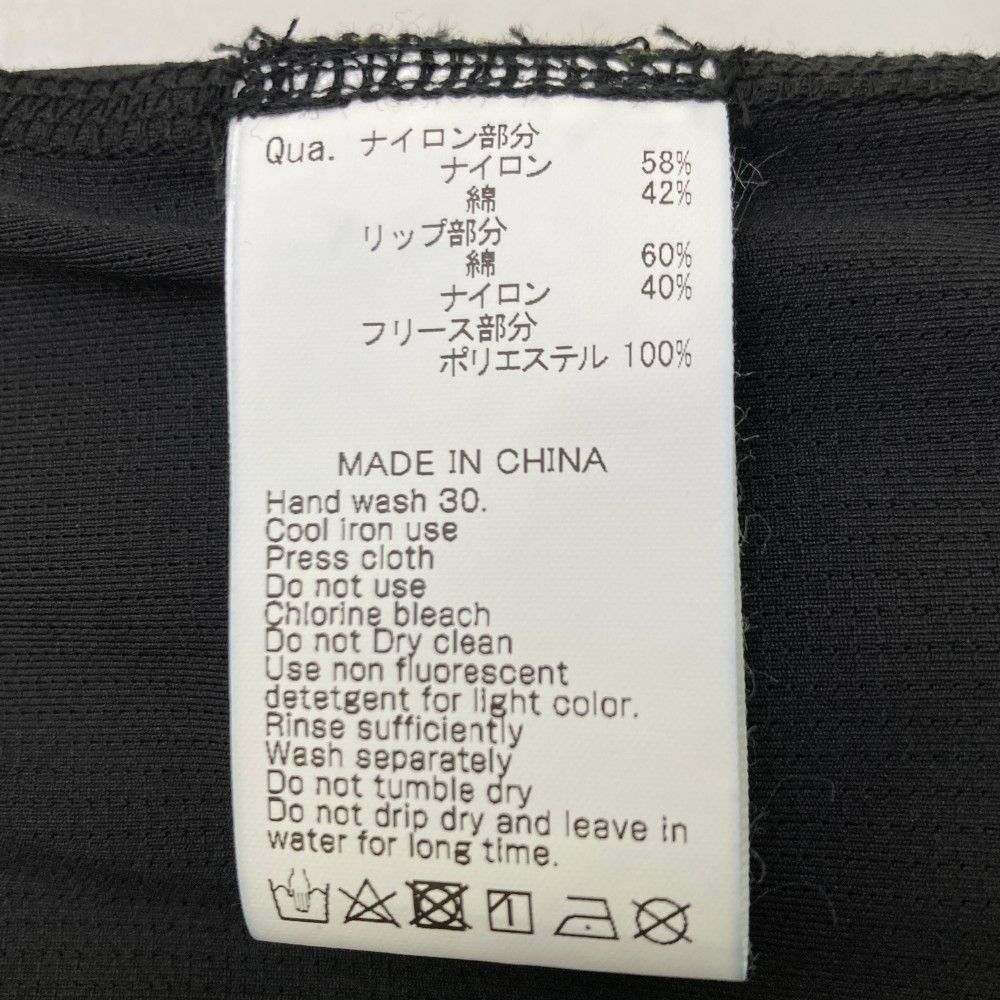 Qua. ナイロン部分
ナイロン 58%
綿 42%
リップ部分
綿 60%
ナイロン 40%
フリース部分
ポリエステル 100%
MADE IN CHINA
Hand wash 30.
Cool iron use
Press cloth
Do not use
Chlorine bleach
Do not Dry clean
Use non fluorescent
detetgent for light color.
Rinse sufficiently
Wash separately
Do not tumble dry
Do not drip dry and leave in
water for long time.